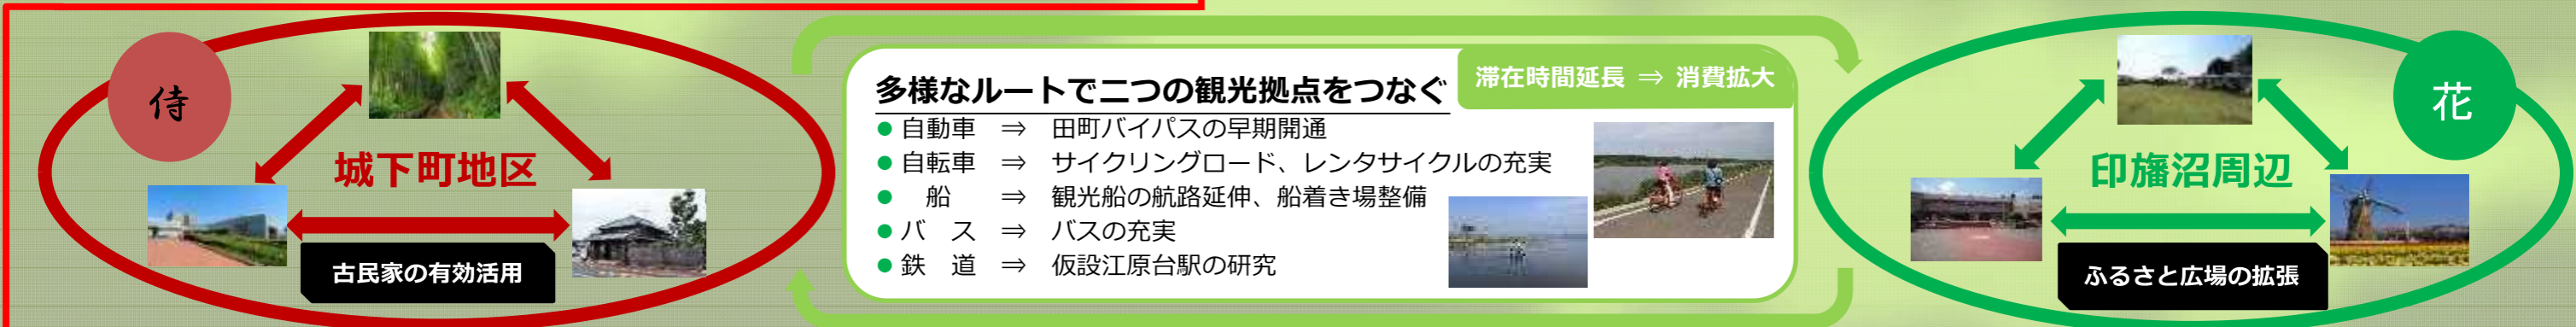 侍
城下町地区
古民家の有効活用
多様なルートで二つの観光拠点をつなぐ
滞在時間延長 ⇒ 消費拡大
● 自動車 ⇒ 田町バイパスの早期開通
● 自転車 ⇒ サイクリングロード、レンタサイクルの充実
● 船 ⇒ 観光船の航路延伸、船着き場整備
● バ ス ⇒ バスの充実
● 鉄 道 ⇒ 仮設江原台駅の研究
花
印旛沼周辺
ふるさと広場の拡張